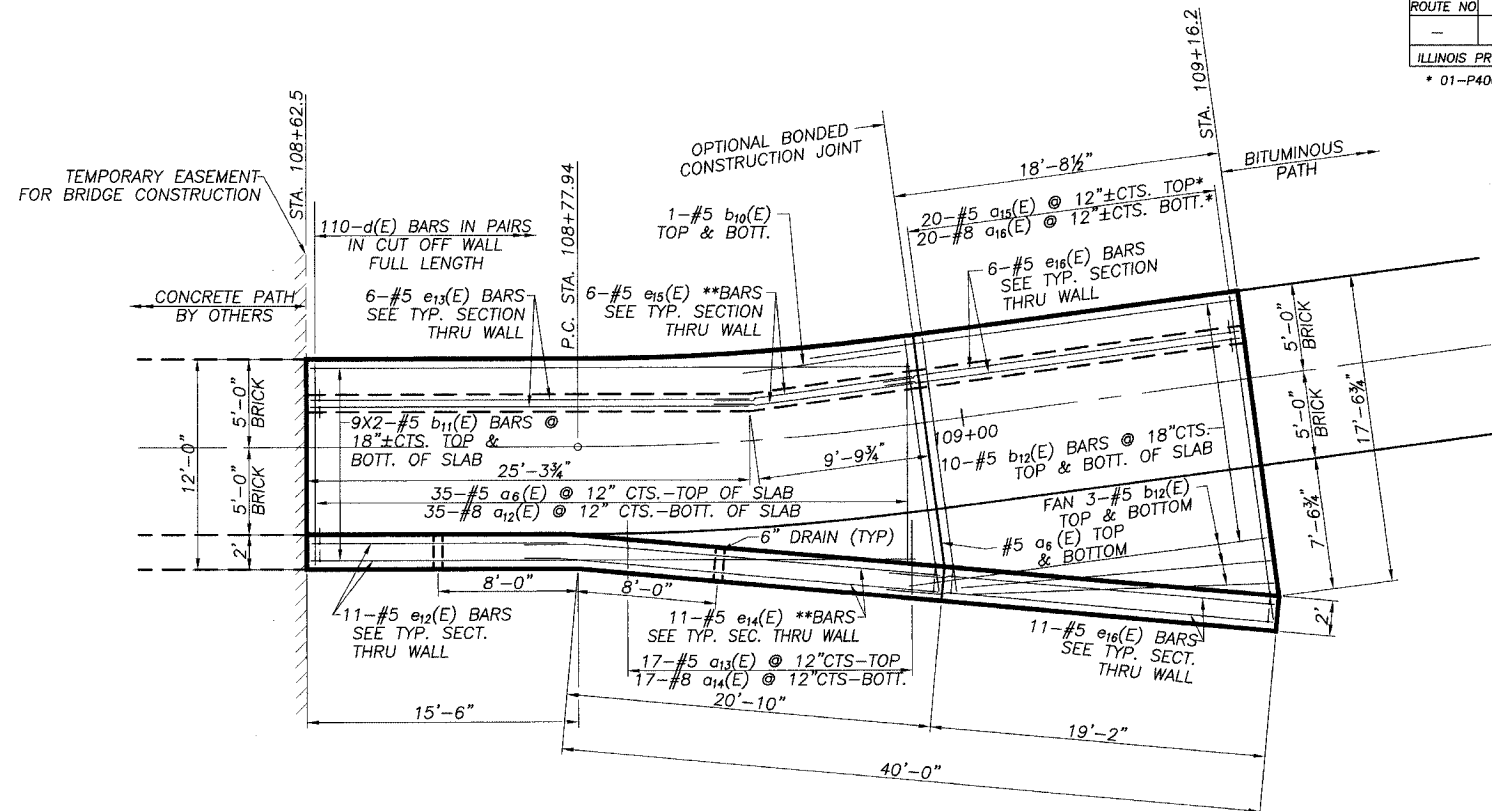 ROUTE NO
—
ILLINOIS PR
STA. 109+16.2
STA. 108+62.5
TEMPORARY EASEMENT
FOR BRIDGE CONSTRUCTION
P.C. STA. 108+77.94
OPTIONAL BONDED
CONSTRUCTION JOINT
18'-8½"
BITUMINOUS
PATH
110-d(E) BARS IN PAIRS
IN CUT OFF WALL
FULL LENGTH
1-#5 b10(E)
TOP & BOTT.
20-#5 a15(E) @ 12"±CTS. TOP*
20-#8 a16(E) @ 12"±CTS. BOTT.*
CONCRETE PATH
BY OTHERS
6-#5 e13(E) BARS
SEE TYP. SECTION
THRU WALL
6-#5 e15(E) **BARS
SEE TYP. SECTION
THRU WALL
6-#5 e16(E) BARS
SEE TYP. SECTION
THRU WALL
5'-0"
BRICK
5'-0"
BRICK
17'-6¾"
7'-6¾"
12'-0"
5'-0"
BRICK
5'-0"
BRICK
2'
9X2-#5 b11(E) BARS @
18"±CTS. TOP &
BOTT. OF SLAB
25'-3¾"
9'-9¾"
109+00
10-#5 b12(E) BARS @ 18"CTS.
TOP & BOTT. OF SLAB
35-#5 a6(E) @ 12" CTS.-TOP OF SLAB
35-#8 a12(E) @ 12" CTS.-BOTT. OF SLAB
FAN 3-#5 b12(E)
TOP & BOTTOM
6" DRAIN (TYP)
#5 a6(E) TOP
& BOTTOM
8'-0"
8'-0"
11-#5 e12(E) BARS
SEE TYP. SECT.
THRU WALL
11-#5 e14(E) **BARS
SEE TYP. SEC. THRU WALL
11-#5 e16(E) BARS
SEE TYP. SECT.
THRU WALL
2'
17-#5 a13(E) @ 12"CTS-TOP
17-#8 a14(E) @ 12"CTS-BOTT.
15'-6"
20'-10"
19'-2"
40'-0"